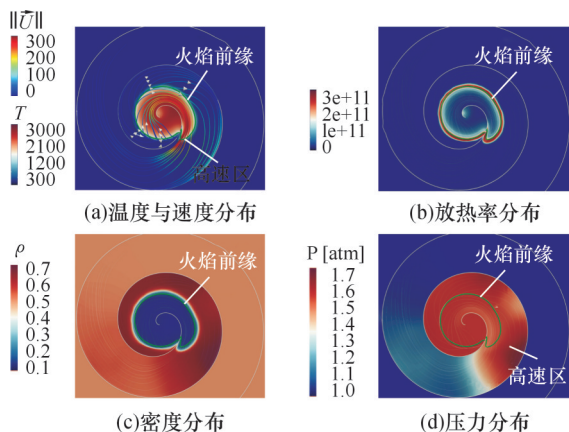 ||U⃗||
300
200
100
0
T
3000
2100
1200
300
火焰前缘
高速区
(a)温度与速度分布
3e+11
2e+11
1e+11
0
火焰前缘
(b)放热率分布
ρ
0.7
0.6
0.5
0.4
0.3
0.2
0.1
火焰前缘
(c)密度分布
P [atm]
1.7
1.6
1.5
1.4
1.3
1.2
1.1
1.0
火焰前缘
高速区
(d)压力分布